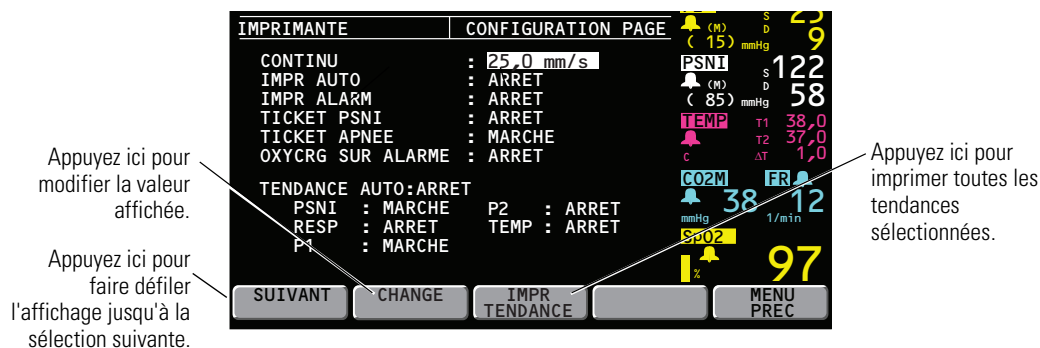 IMPRIMANTE CONFIGURATION PAGE
CONTINU : 25,0 mm/s
IMPR AUTO : ARRET
IMPR ALARM : ARRET
TICKET PSNI : ARRET
TICKET APNEE : MARCHE
OXYCRG SUR ALARME : ARRET
TENDANCE AUTO:ARRET
PSNI : MARCHE P2 : ARRET
RESP : ARRET TEMP : ARRET
P1 : MARCHE
S 25
(M) D 9
( 15) mmHg
PSNI S 122
(M) D 58
( 85) mmHg
TEMP T1 38,0
T2 37,0
C ΔT 1,0
CO2M FR
38 12
mmHg 1/min
SpO2
% 97
SUIVANT
CHANGE
IMPR
TENDANCE
MENU
PREC
Appuyez ici pour
modifier la valeur
affichée.
Appuyez ici pour
faire défiler
l'affichage jusqu'à la
sélection suivante.
Appuyez ici pour
imprimer toutes les
tendances
sélectionnées.